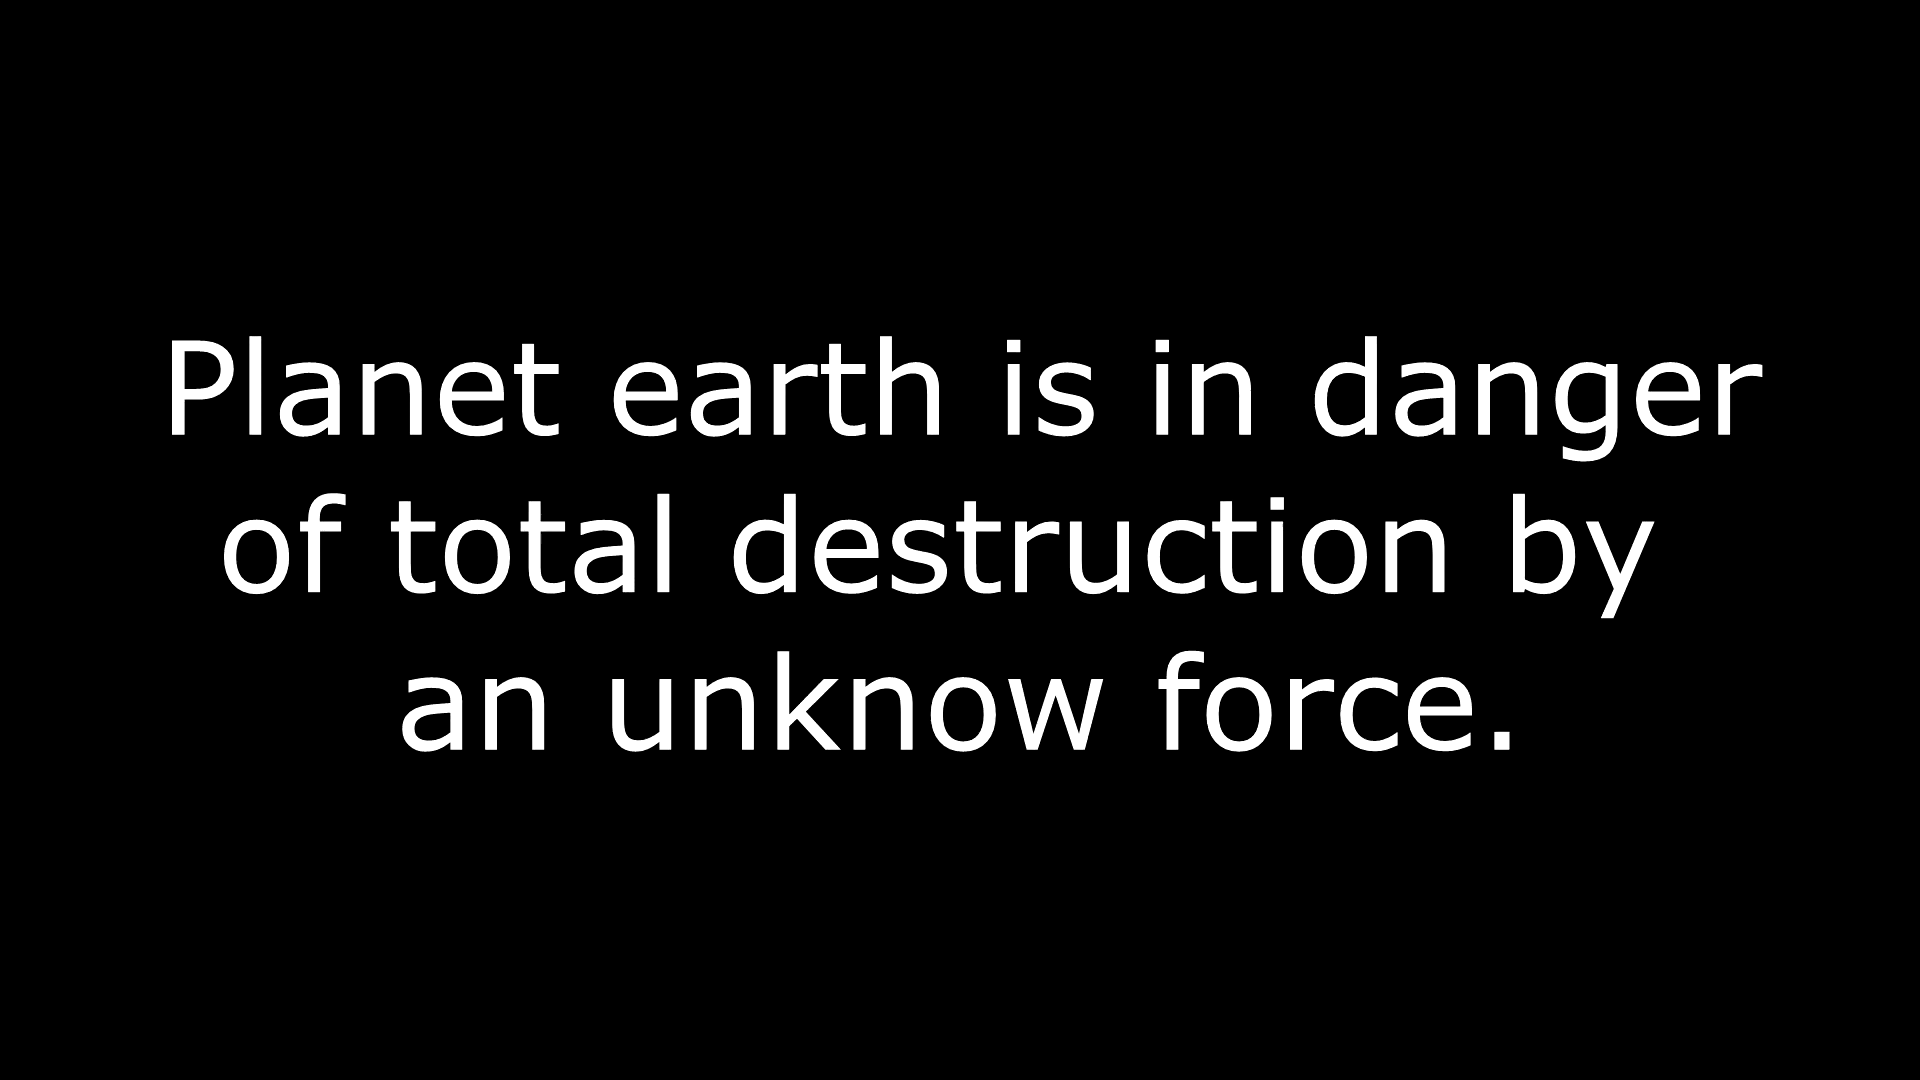 Planet earth is in danger
of total destruction by
an unknow force.